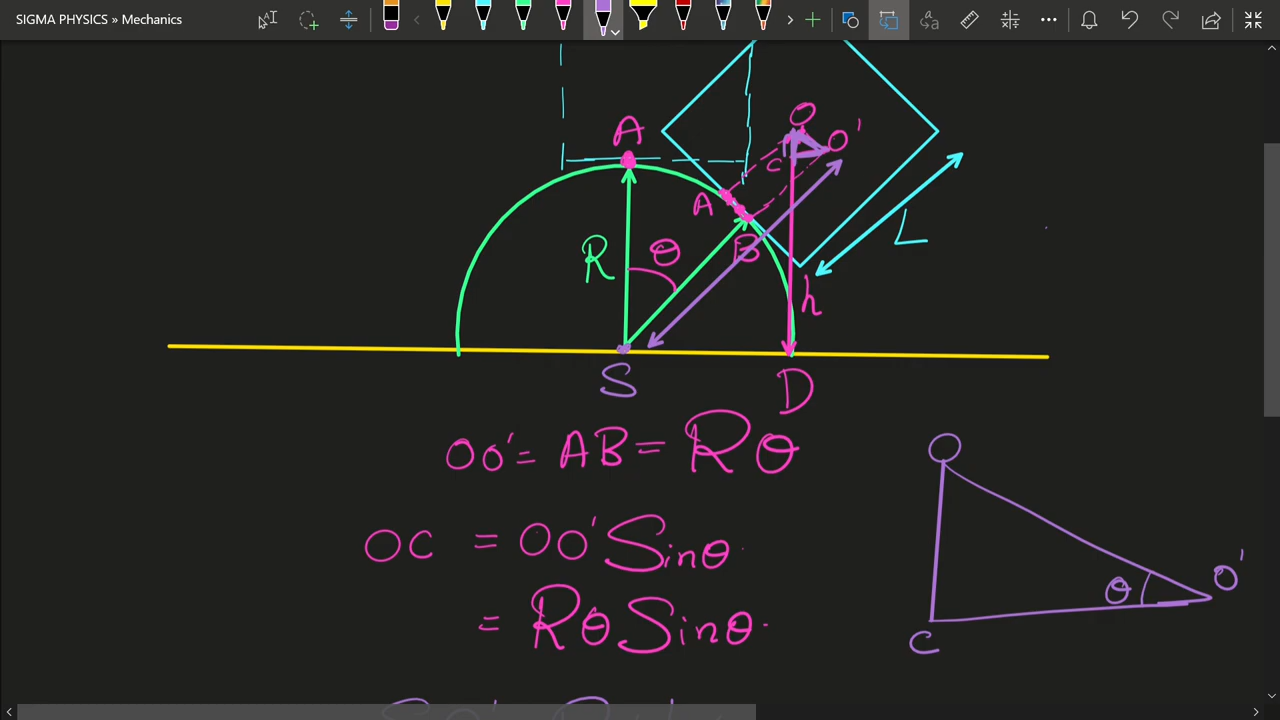 SIGMA PHYSICS » Mechanics
A
O
O'
C
A
L
R
θ
B
h
S
D
OO' = AB = Rθ
O
OC = OO' Sinθ
θ
O'
= Rθ Sinθ.
C